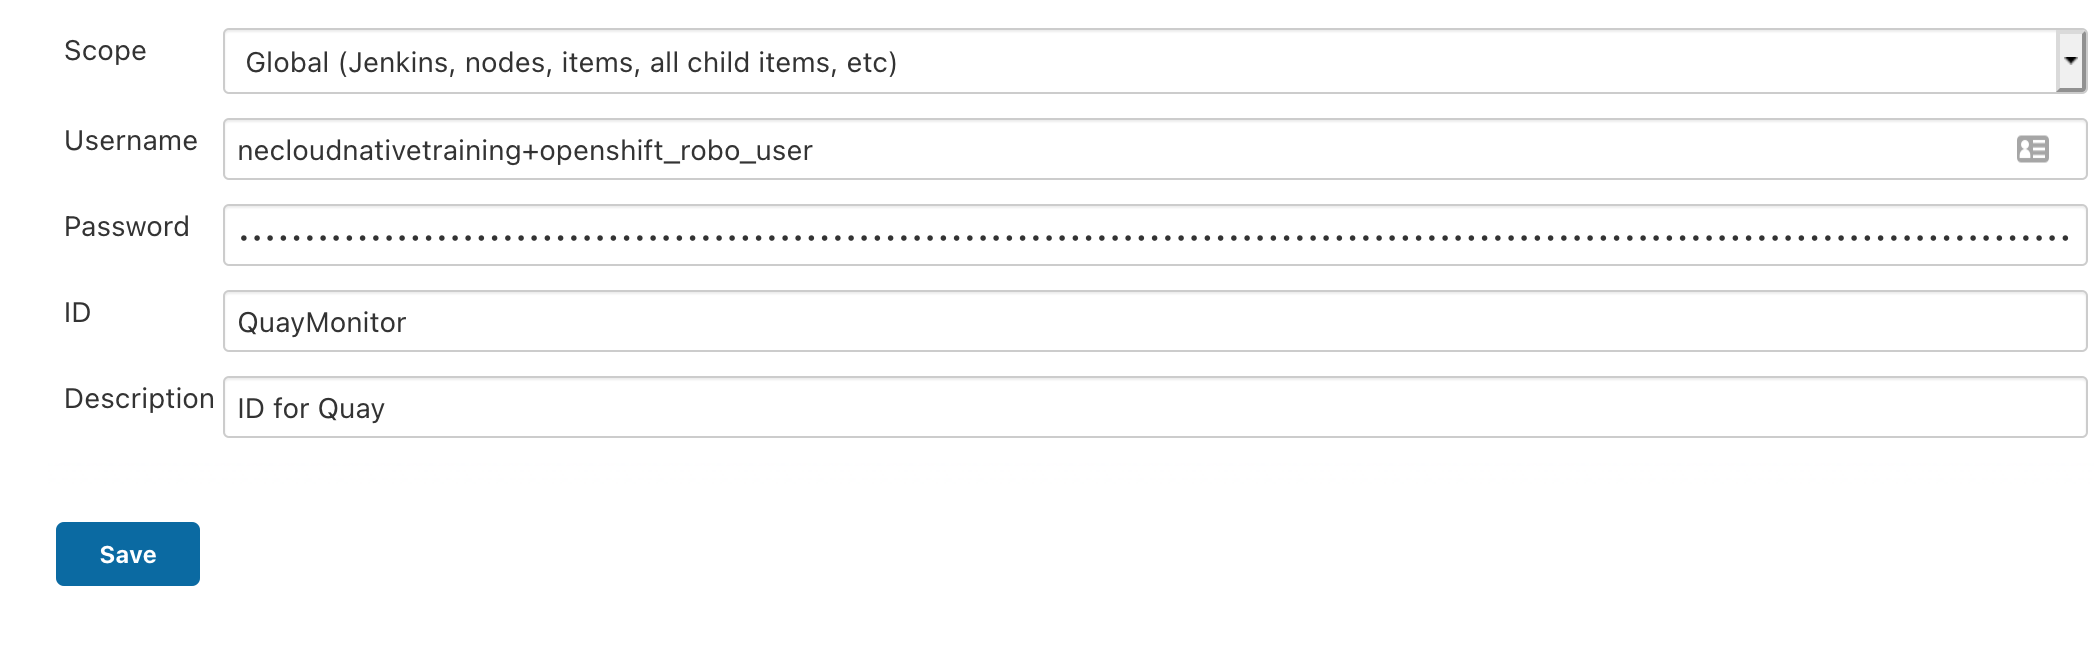 Scope Global (Jenkins, nodes, items, all child items, etc)
Username necloudnativetraining+openshift_robo_user
Password
ID QuayMonitor
Description ID for Quay
Save